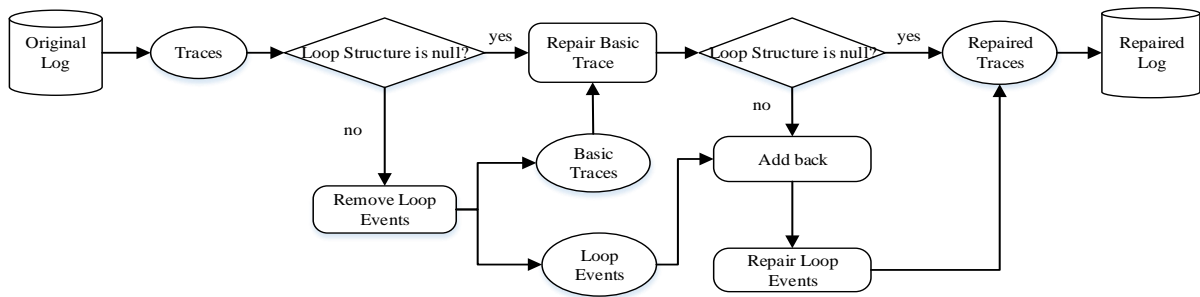 Original
Log
Traces
Loop Structure is null?
yes
Repair Basic
Trace
Loop Structure is null?
yes
Repaired
Traces
Repaired
Log
no
no
Basic
Traces
Add back
Remove Loop
Events
Loop
Events
Repair Loop
Events